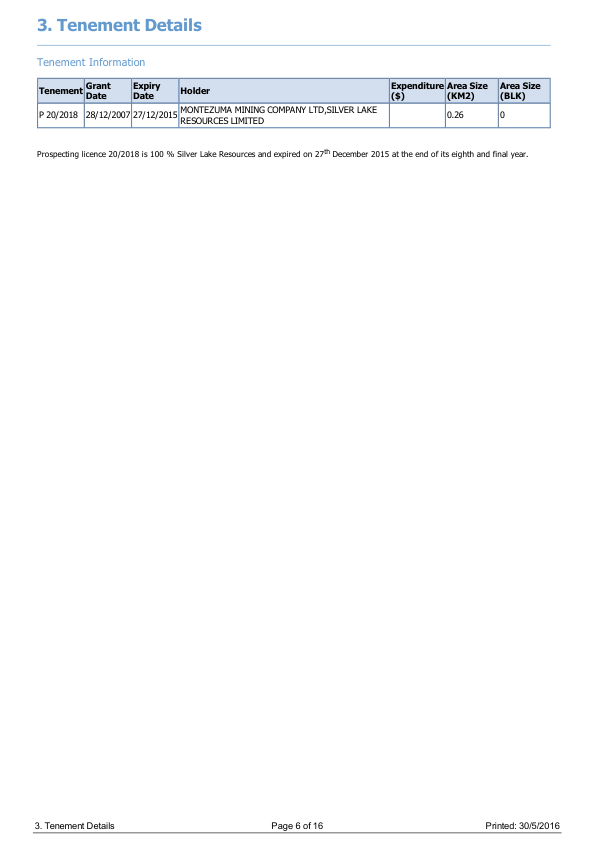 3. Tenement Details
Tenement Information
Tenement Grant Date Expiry Date Holder Expenditure ($) Area Size (KM2) Area Size (BLK)
P 20/2018 28/12/2007 27/12/2015 MONTEZUMA MINING COMPANY LTD,SILVER LAKE RESOURCES LIMITED 0.26 0
Prospecting licence 20/2018 is 100 % Silver Lake Resources and expired on 27th December 2015 at the end of its eighth and final year.
3. Tenement Details Page 6 of 16 Printed: 30/5/2016